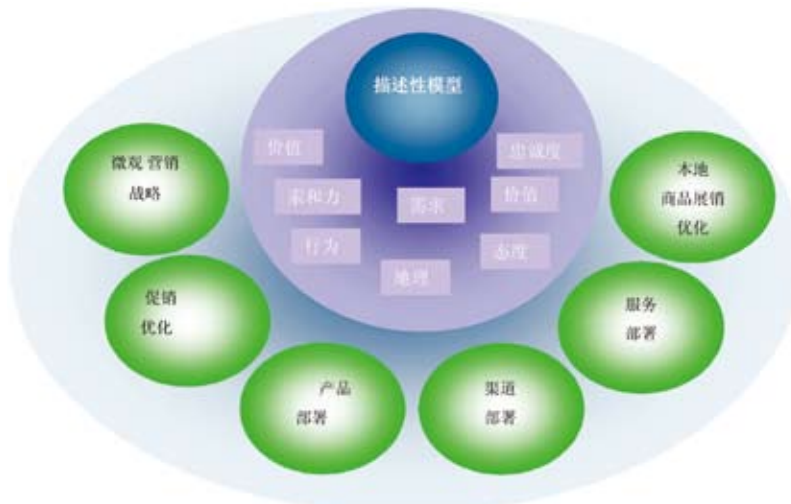 描述性模型
价值
忠诚度
亲和力
需求
价值
行为
态度
地理
微观 营销
战略
本地
商品展销
优化
促销
优化
服务
部署
产品
部署
渠道
部署